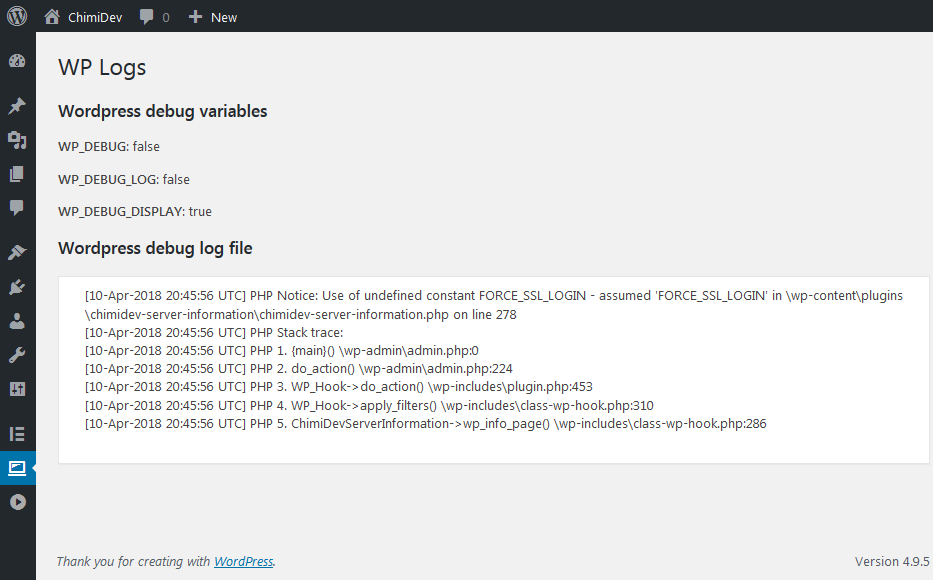 ChimiDev 0 New
WP Logs
Wordpress debug variables
WP_DEBUG: false
WP_DEBUG_LOG: false
WP_DEBUG_DISPLAY: true
Wordpress debug log file
[10-Apr-2018 20:45:56 UTC] PHP Notice: Use of undefined constant FORCE_SSL_LOGIN - assumed 'FORCE_SSL_LOGIN' in \wp-content\plugins
\chimidev-server-information\chimidev-server-information.php on line 278
[10-Apr-2018 20:45:56 UTC] PHP Stack trace:
[10-Apr-2018 20:45:56 UTC] PHP 1. {main}() \wp-admin\admin.php:0
[10-Apr-2018 20:45:56 UTC] PHP 2. do_action() \wp-admin\admin.php:224
[10-Apr-2018 20:45:56 UTC] PHP 3. WP_Hook->do_action() \wp-includes\plugin.php:453
[10-Apr-2018 20:45:56 UTC] PHP 4. WP_Hook->apply_filters() \wp-includes\class-wp-hook.php:310
[10-Apr-2018 20:45:56 UTC] PHP 5. ChimiDevServerInformation->wp_info_page() \wp-includes\class-wp-hook.php:286
Thank you for creating with WordPress. Version 4.9.5